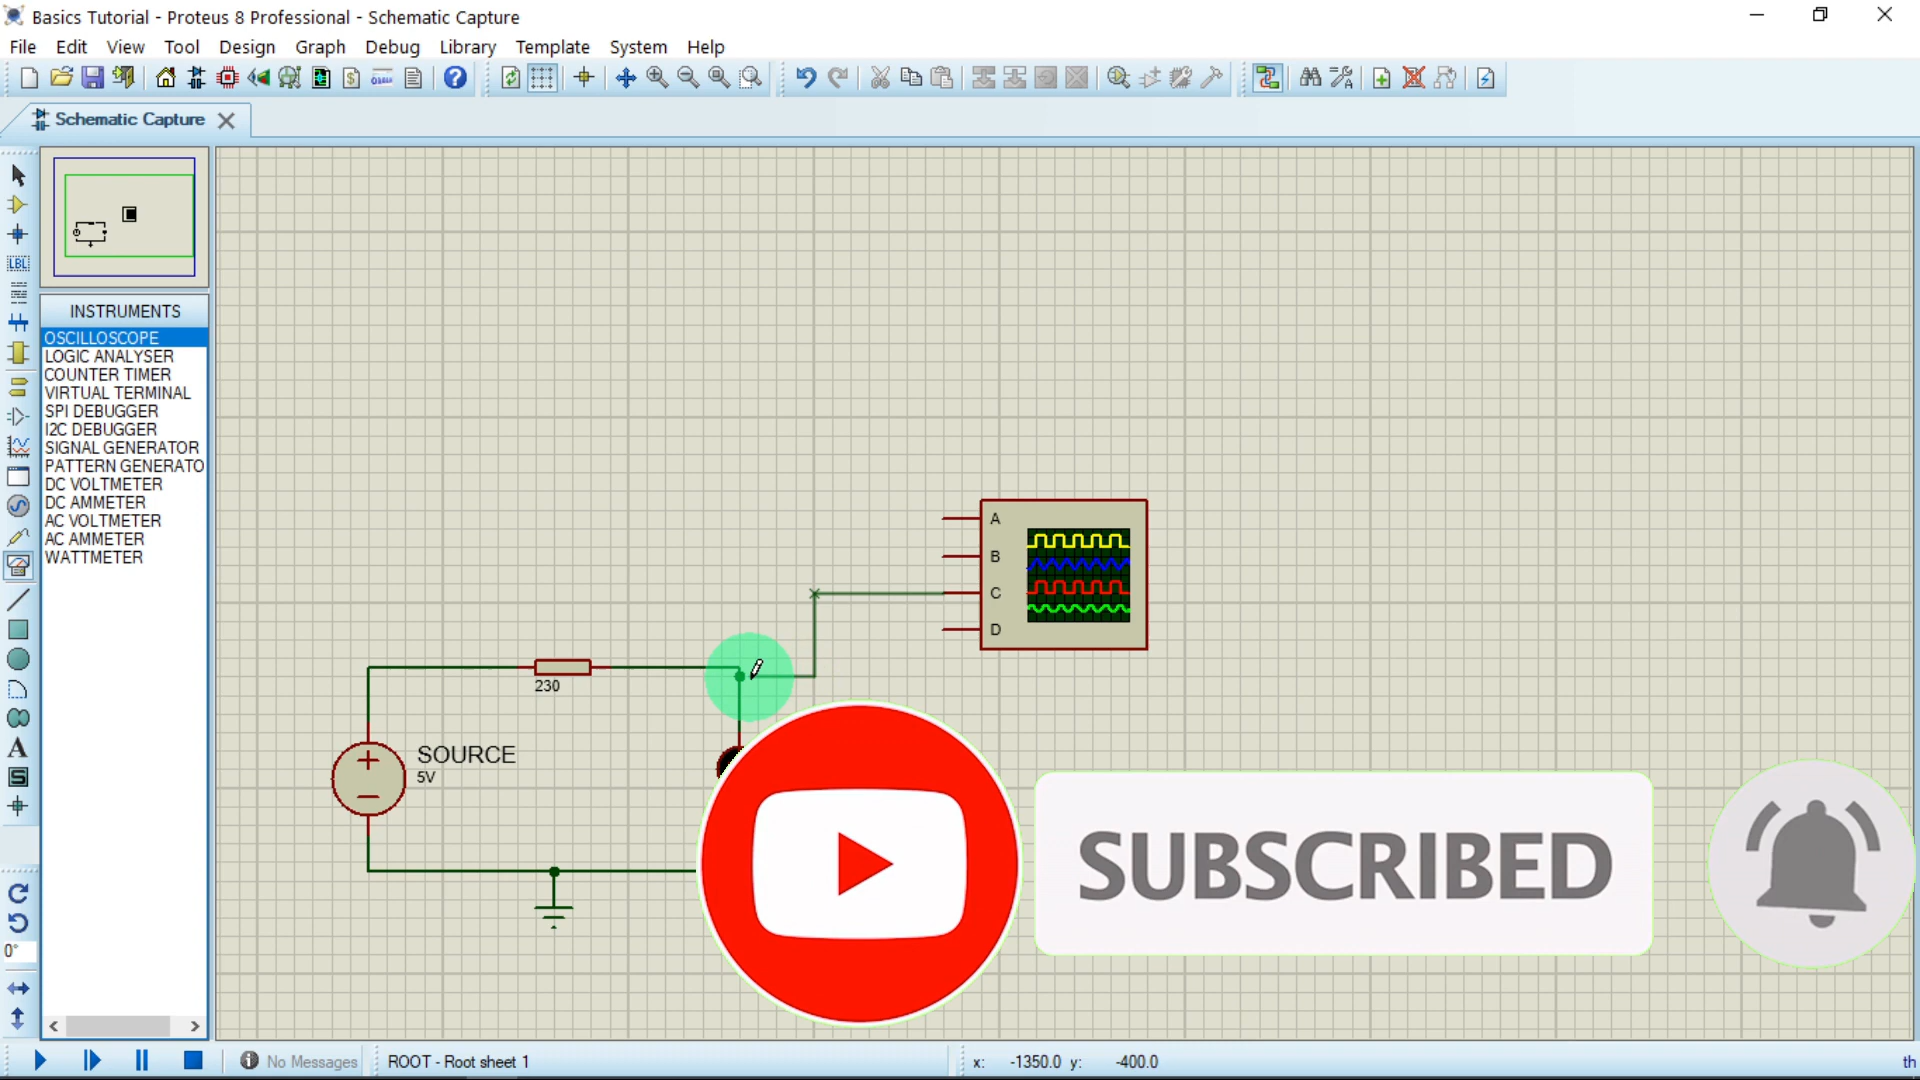 Basics Tutorial - Proteus 8 Professional - Schematic Capture
File Edit View Tool Design Graph Debug Library Template System Help
Schematic Capture
INSTRUMENTS
OSCILLOSCOPE
LOGIC ANALYSER
COUNTER TIMER
VIRTUAL TERMINAL
SPI DEBUGGER
I2C DEBUGGER
SIGNAL GENERATOR
PATTERN GENERATO
DC VOLTMETER
DC AMMETER
AC VOLTMETER
AC AMMETER
WATTMETER
LBL
A
S
0°
A
B
C
D
230
SOURCE
5V
SUBSCRIBED
No Messages
ROOT - Root sheet 1
x: -1350.0 y: -400.0
th